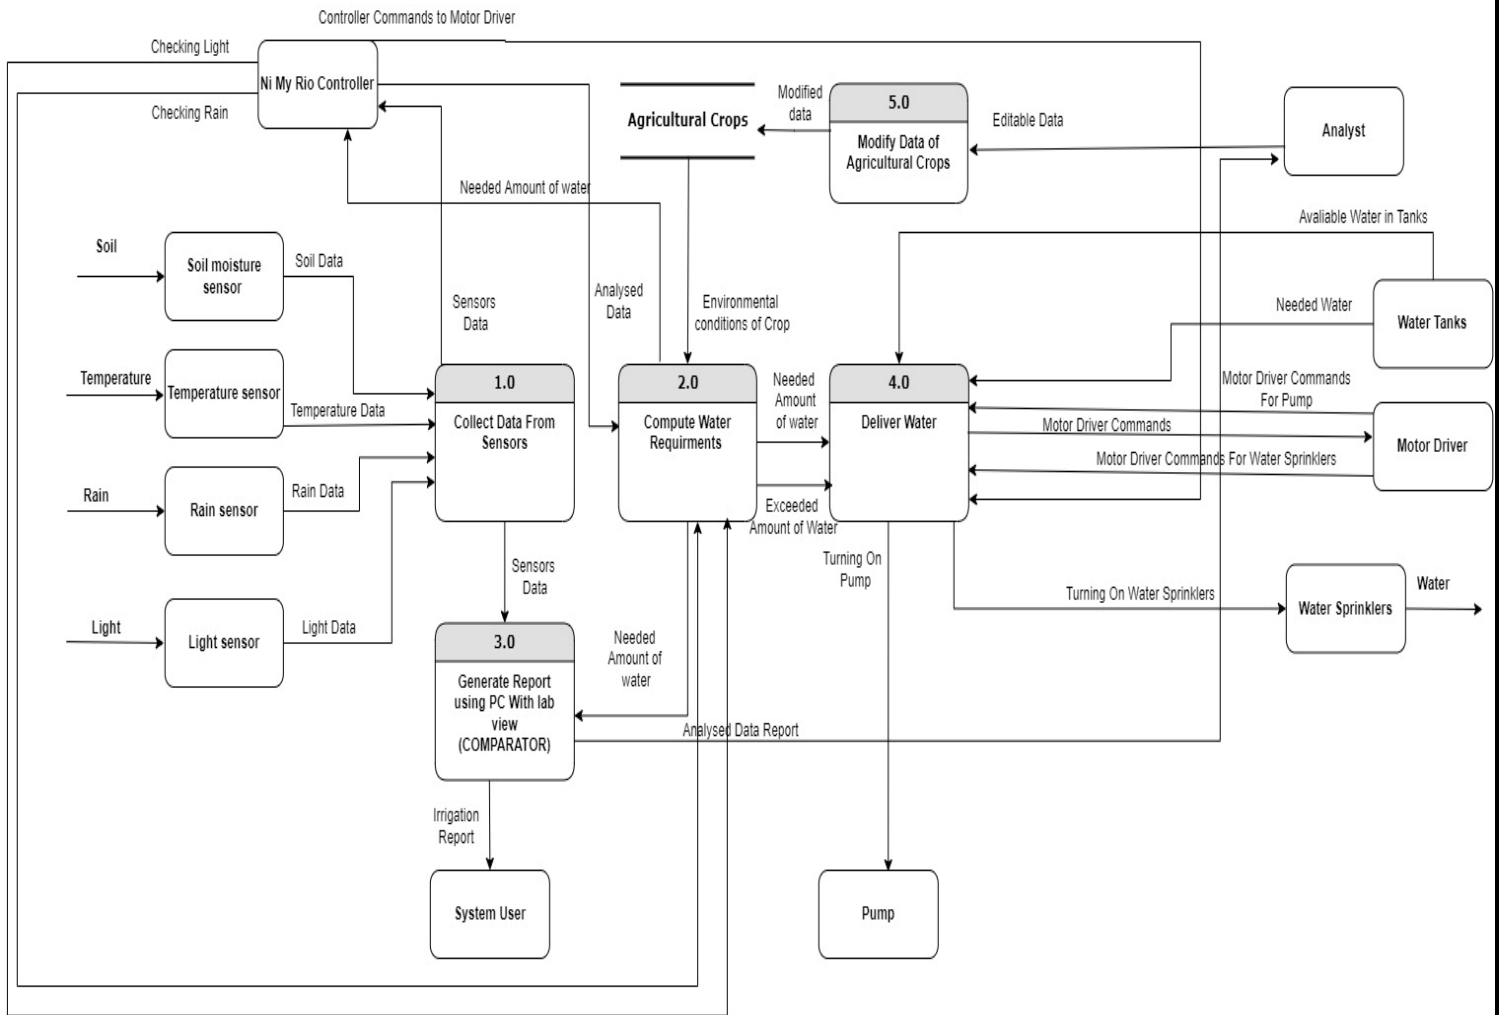 Controller Commands to Motor Driver
Checking Light
Ni My Rio Controller
Checking Rain
Agricultural Crops
Modified
data
5.0
Modify Data of
Agricultural Crops
Editable Data
Analyst
Needed Amount of water
Avaliable Water in Tanks
Soil
Soil moisture
sensor
Soil Data
Sensors
Data
Analysed
Data
Environmental
conditions of Crop
Needed Water
Water Tanks
Temperature
Temperature sensor
Temperature Data
1.0
Collect Data From
Sensors
2.0
Compute Water
Requirments
Needed
Amount
of water
4.0
Deliver Water
Motor Driver Commands
For Pump
Motor Driver Commands
Motor Driver
Motor Driver Commands For Water Sprinklers
Rain
Rain sensor
Rain Data
Exceeded
Amount of Water
Sensors
Data
Turning On
Pump
Turning On Water Sprinklers
Water Sprinklers
Water
Light
Light sensor
Light Data
3.0
Generate Report
using PC With lab
view
(COMPARATOR)
Needed
Amount of
water
Analysed Data Report
Irrigation
Report
System User
Pump